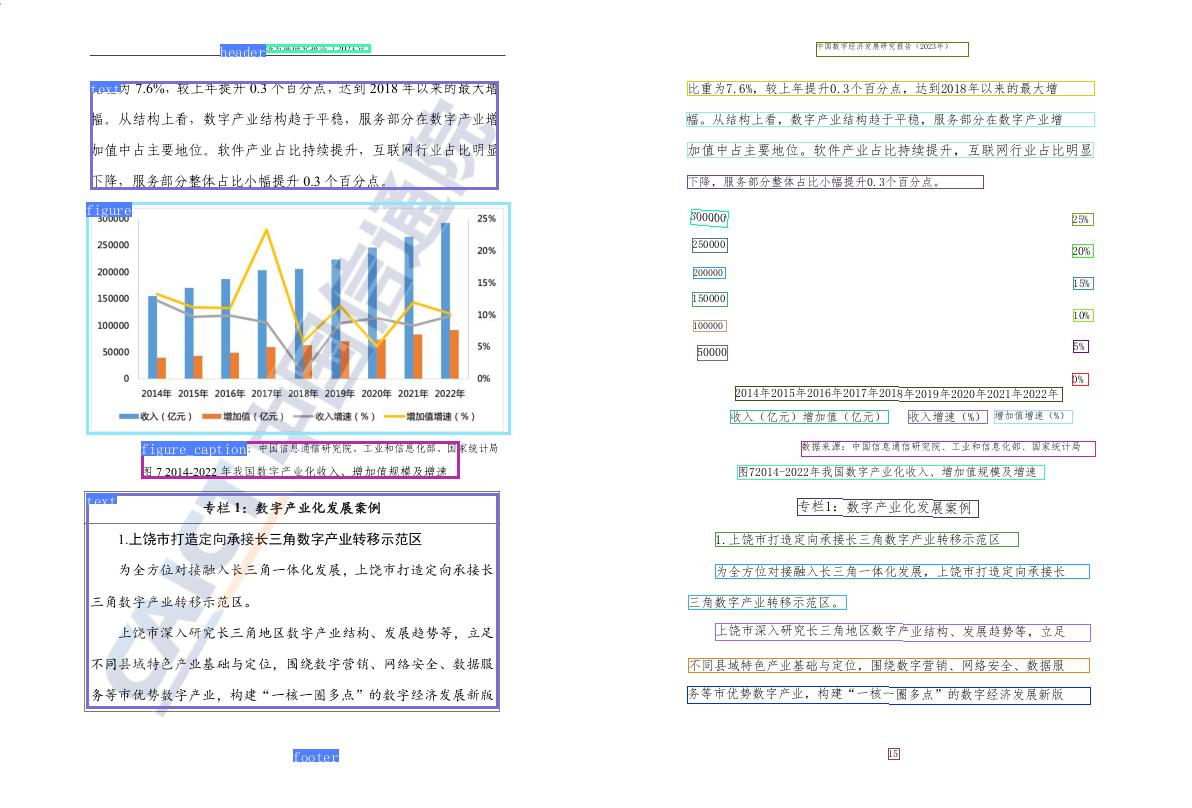 header
text为 7.6%，较上年提升 0.3 个百分点，达到 2018 年以来的最大增
幅。从结构上看，数字产业结构趋于平稳，服务部分在数字产业增
加值中占主要地位。软件产业占比持续提升，互联网行业占比明显
下降，服务部分整体占比小幅提升 0.3 个百分点。
figure
300000
250000
200000
150000
100000
50000
0
25%
20%
15%
10%
5%
0%
2014年 2015年 2016年 2017年 2018年 2019年 2020年 2021年 2022年
收入（亿元） 增加值（亿元） 收入增速（%） 增加值增速（%）
figure caption：中国信息通信研究院、工业和信息化部、国家统计局
图 7 2014-2022 年我国数字产业化收入、增加值规模及增速
text
专栏 1：数字产业化发展案例
1.上饶市打造定向承接长三角数字产业转移示范区
为全方位对接融入长三角一体化发展，上饶市打造定向承接长
三角数字产业转移示范区。
上饶市深入研究长三角地区数字产业结构、发展趋势等，立足
不同县域特色产业基础与定位，围绕数字营销、网络安全、数据服
务等市优势数字产业，构建“一核一圈多点”的数字经济发展新版
footer
CAICT 中国信通院
中国数字经济发展研究报告（2023年）
比重为7.6%，较上年提升0.3个百分点，达到2018年以来的最大增
幅。从结构上看，数字产业结构趋于平稳，服务部分在数字产业增
加值中占主要地位。软件产业占比持续提升，互联网行业占比明显
下降，服务部分整体占比小幅提升0.3个百分点。
300000
250000
200000
150000
100000
50000
25%
20%
15%
10%
5%
0%
2014年2015年2016年2017年2018年2019年2020年2021年2022年
收入（亿元）增加值（亿元） 收入增速（%） 增加值增速（%）
数据来源：中国信息通信研究院、工业和信息化部、国家统计局
图72014-2022年我国数字产业化收入、增加值规模及增速
专栏1：数字产业化发展案例
1.上饶市打造定向承接长三角数字产业转移示范区
为全方位对接融入长三角一体化发展，上饶市打造定向承接长
三角数字产业转移示范区。
上饶市深入研究长三角地区数字产业结构、发展趋势等，立足
不同县域特色产业基础与定位，围绕数字营销、网络安全、数据服
务等市优势数字产业，构建“一核一圈多点”的数字经济发展新版
15